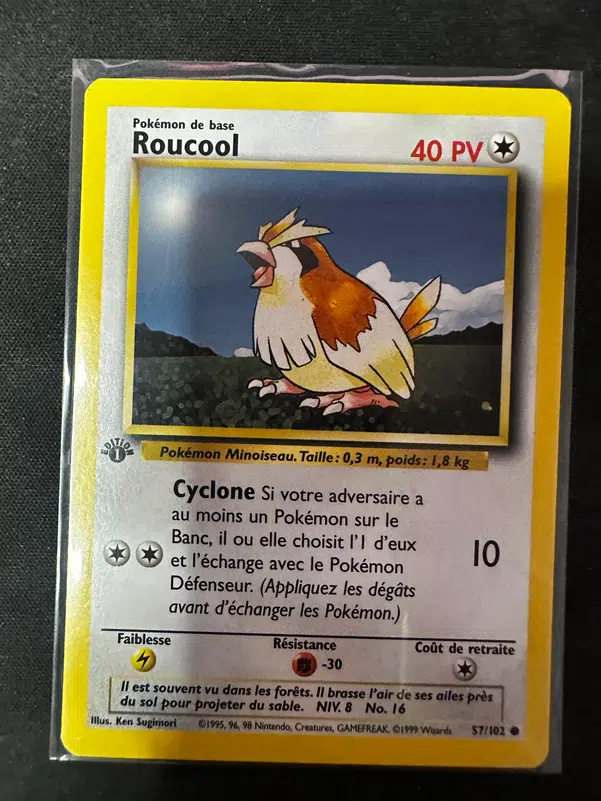 Pokémon de base
Roucool
40 PV
EDITION
1
Pokémon Minoiseau. Taille : 0,3 m, poids : 1,8 kg
Cyclone Si votre adversaire a
au moins un Pokémon sur le
Banc, il ou elle choisit l'1 d'eux
et l'échange avec le Pokémon
Défenseur. (Appliquez les dégâts
avant d'échanger les Pokémon.)
10
Faiblesse
Résistance
Coût de retraite
-30
Il est souvent vu dans les forêts. Il brasse l'air de ses ailes près
du sol pour projeter du sable. NIV. 8 No. 16
Illus. Ken Sugimori ©1995, 96, 98 Nintendo, Creatures, GAMEFREAK. ©1999 Wizards 57/102